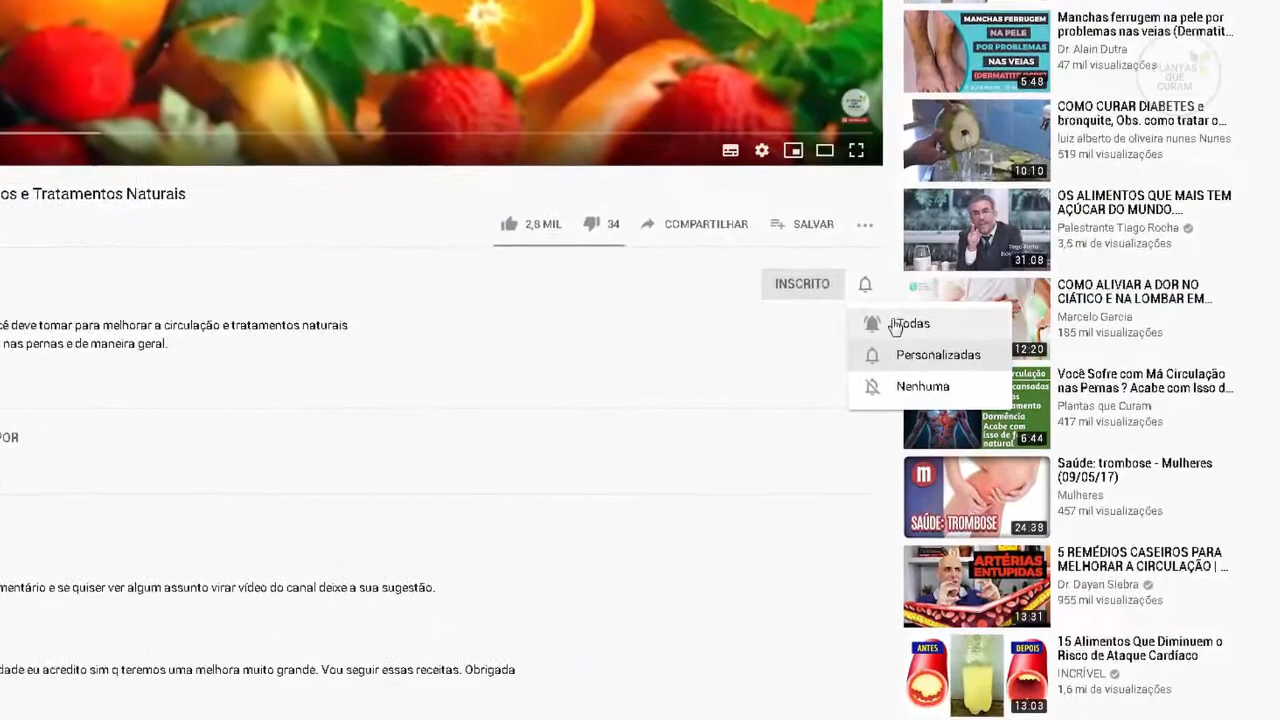 os e Tratamentos Naturais
2,8 MIL
34
COMPARTILHAR
SALVAR
INSCRITO
Todas
Personalizadas
Nenhuma
cê deve tomar para melhorar a circulação e tratamentos naturais
nas pernas e de maneira geral.
POR
mentário e se quiser ver algum assunto virar vídeo do canal deixe a sua sugestão.
dade eu acredito sim q teremos uma melhora muito grande. Vou seguir essas receitas. Obrigada
MANCHAS FERRUGEM
NA PELE
POR PROBLEMAS
NAS VEIAS
5:48
Manchas ferrugem na pele por
problemas nas veias (Dermatit...
Dr. Alain Dutra
47 mil visualizações
PLANTAS
QUE
CURAM
10:10
COMO CURAR DIABETES e
bronquite, Obs. como tratar o...
luiz alberto de oliveira nunes Nunes
519 mil visualizações
Tiago Rocha
31:08
OS ALIMENTOS QUE MAIS TEM
AÇÚCAR DO MUNDO....
Palestrante Tiago Rocha
3,5 mi de visualizações
12:20
COMO ALIVIAR A DOR NO
CIÁTICO E NA LOMBAR EM...
Marcelo Garcia
185 mil visualizações
Dormência
Acabe com
isso de
natural
6:44
Você Sofre com Má Circulação
nas Pernas ? Acabe com Isso d...
Plantas que Curam
417 mil visualizações
m
SAÚDE: TROMBOSE
24:38
Saúde: trombose - Mulheres
(09/05/17)
Mulheres
457 mil visualizações
ARTÉRIAS
ENTUPIDAS
13:31
5 REMÉDIOS CASEIROS PARA
MELHORAR A CIRCULAÇÃO | ...
Dr. Dayan Siebra
955 mil visualizações
ANTES
DEPOIS
13:03
15 Alimentos Que Diminuem o
Risco de Ataque Cardíaco
INCRÍVEL
1,6 mi de visualizações